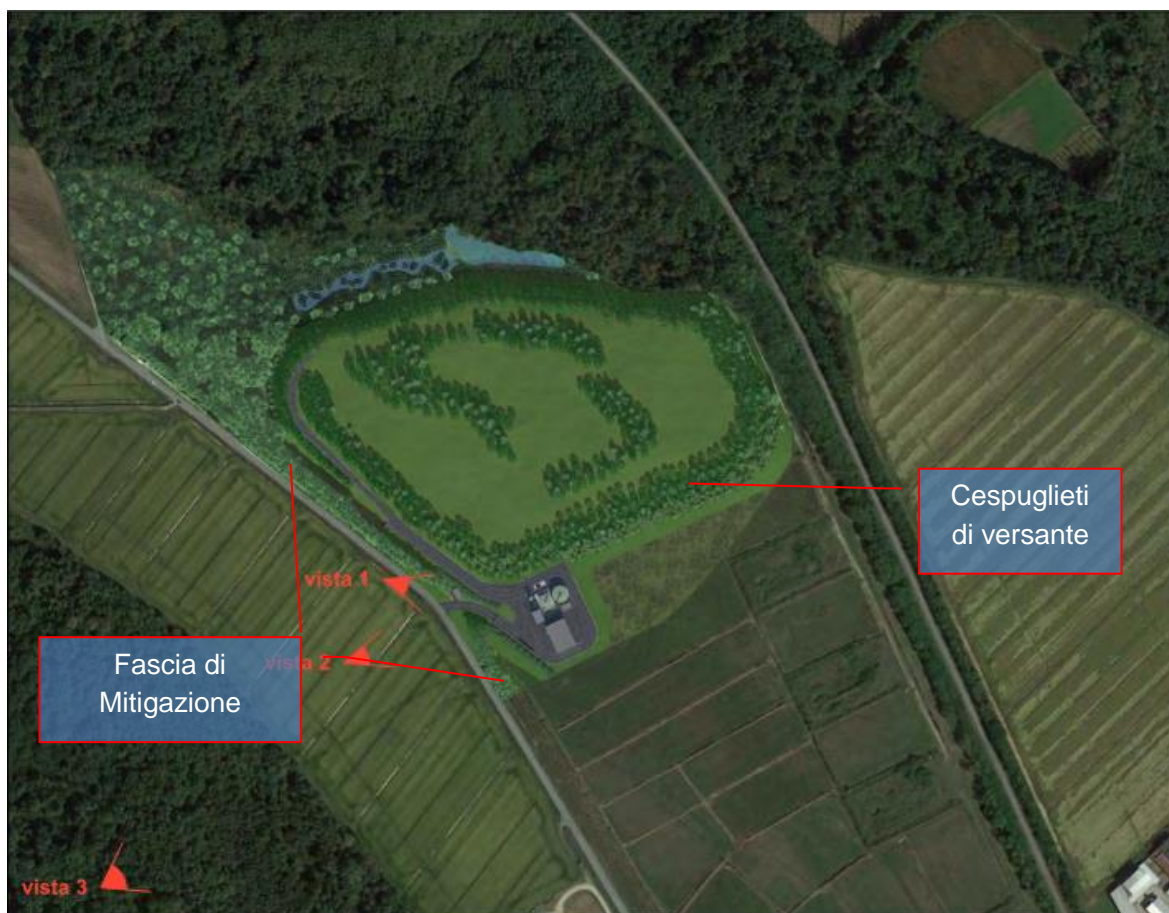 Cespuglieti
di versante
vista 1
Fascia di
Mitigazione
vista 2
vista 3